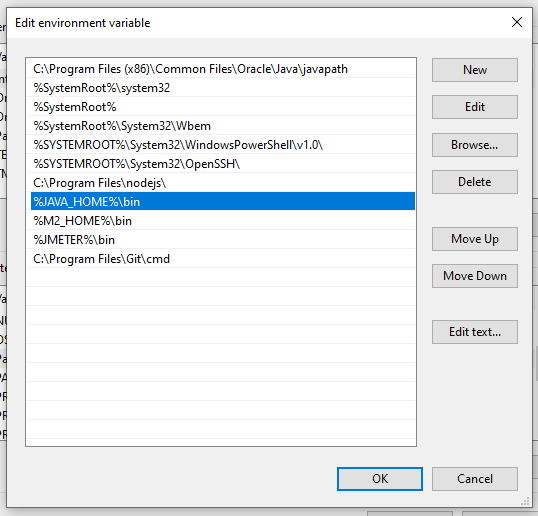 Edit environment variable
C:\Program Files (x86)\Common Files\Oracle\Java\javapath
%SystemRoot%\system32
%SystemRoot%
%SystemRoot%\System32\Wbem
%SYSTEMROOT%\System32\WindowsPowerShell\v1.0\
%SYSTEMROOT%\System32\OpenSSH\
C:\Program Files\nodejs\
%JAVA_HOME%\bin
%M2_HOME%\bin
%JMETER%\bin
C:\Program Files\Git\cmd
New
Edit
Browse...
Delete
Move Up
Move Down
Edit text...
OK
Cancel